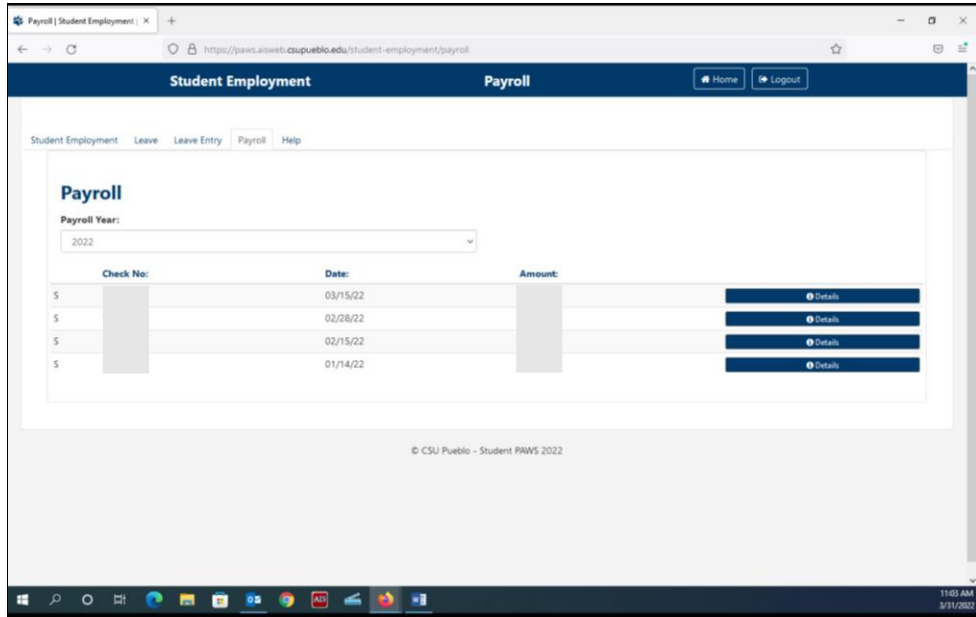 Payroll | Student Employment |
https://paws.aisweb.csupueblo.edu/student-employment/payroll
Student Employment Payroll Home Logout
Student Employment Leave Leave Entry Payroll Help
Payroll
Payroll Year:
2022
Check No: Date: Amount:
S 03/15/22 Details
S 02/28/22 Details
S 02/15/22 Details
S 01/14/22 Details
© CSU Pueblo - Student PAWS 2022
AIS
11:03 AM
3/31/2022